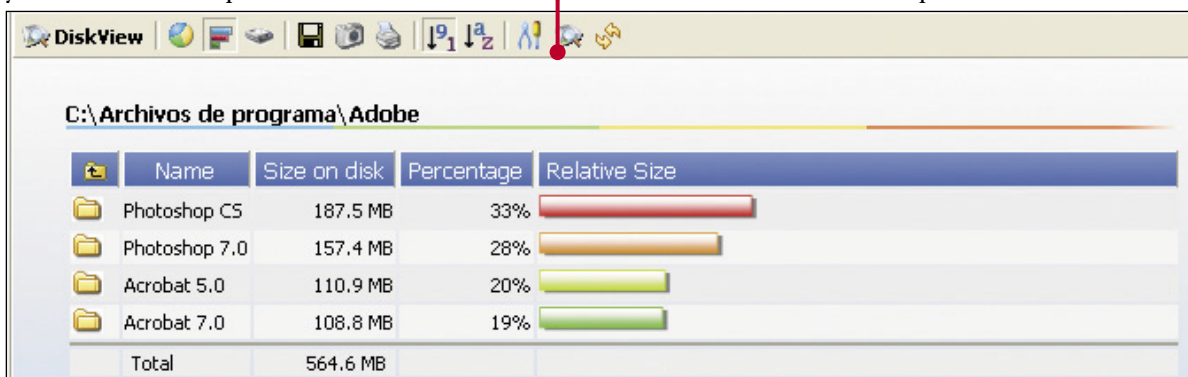 DiskView
C:\Archivos de programa\Adobe
Name Size on disk Percentage Relative Size
Photoshop CS 187.5 MB 33%
Photoshop 7.0 157.4 MB 28%
Acrobat 5.0 110.9 MB 20%
Acrobat 7.0 108.8 MB 19%
Total 564.6 MB